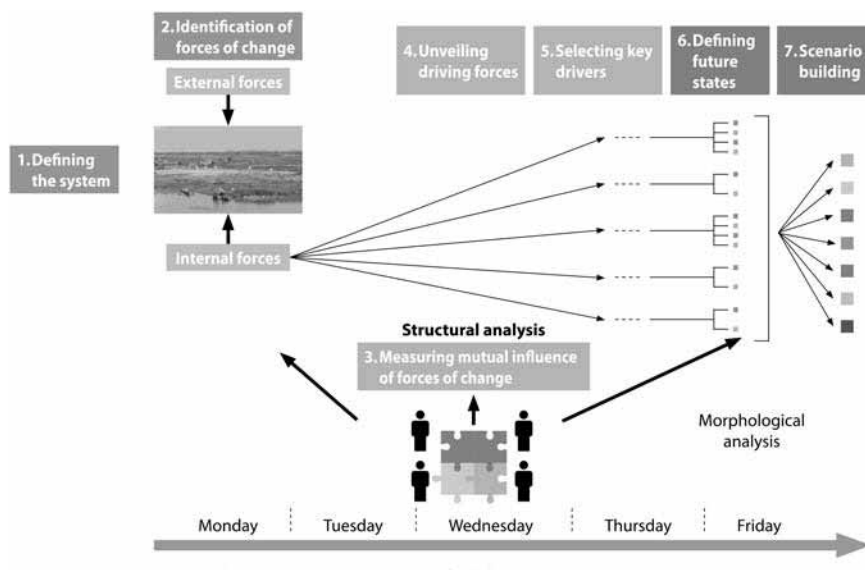 1. Defining
the system
2. Identification of
forces of change
External forces
Internal forces
Structural analysis
3. Measuring mutual influence
of forces of change
4. Unveiling
driving forces
5. Selecting key
drivers
6. Defining
future
states
7. Scenario
building
Morphological
analysis
Monday
Tuesday
Wednesday
Thursday
Friday